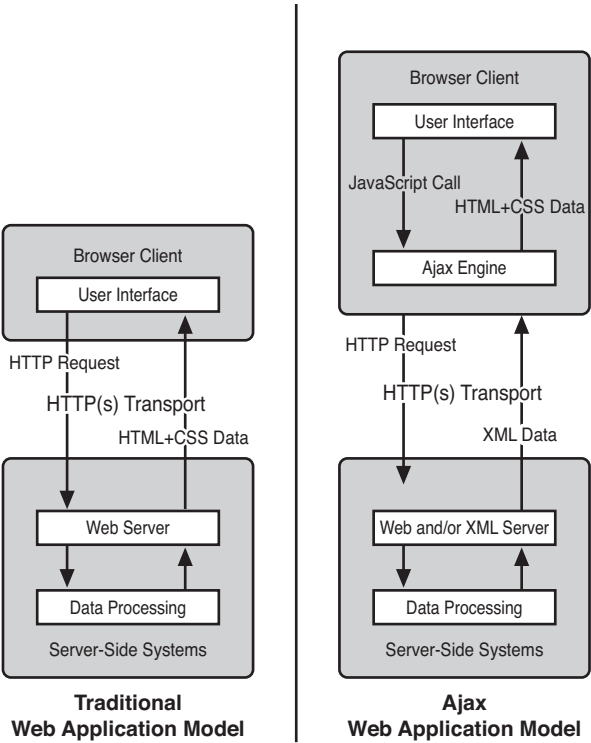 Browser Client
User Interface
HTTP Request
HTTP(s) Transport
HTML+CSS Data
Web Server
Data Processing
Server-Side Systems
Traditional
Web Application Model
Browser Client
User Interface
JavaScript Call
HTML+CSS Data
Ajax Engine
HTTP Request
HTTP(s) Transport
XML Data
Web and/or XML Server
Data Processing
Server-Side Systems
Ajax
Web Application Model